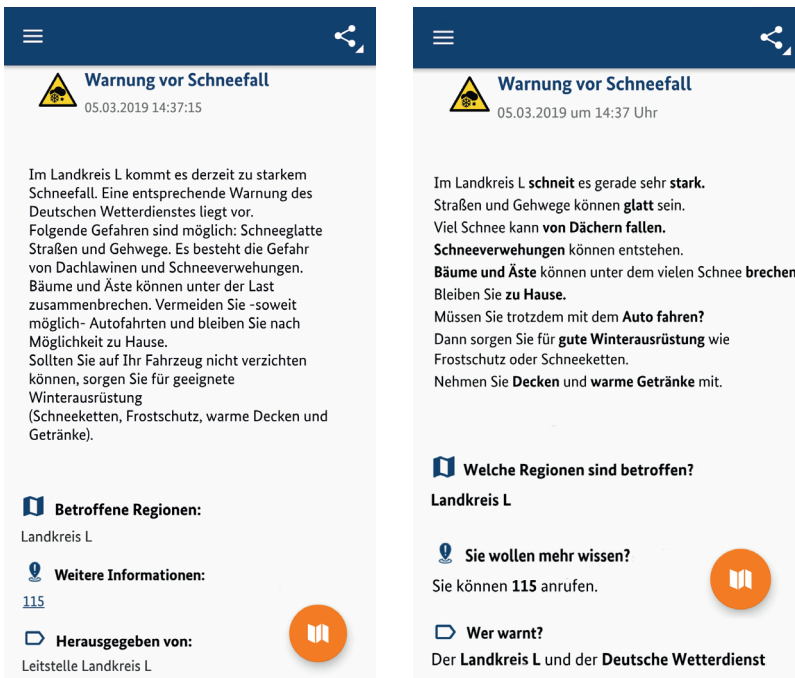 Warnung vor Schneefall
05.03.2019 14:37:15
Im Landkreis L kommt es derzeit zu starkem
Schneefall. Eine entsprechende Warnung des
Deutschen Wetterdienstes liegt vor.
Folgende Gefahren sind möglich: Schneeglatte
Straßen und Gehwege. Es besteht die Gefahr
von Dachlawinen und Schneeverwehungen.
Bäume und Äste können unter der Last
zusammenbrechen. Vermeiden Sie -soweit
möglich- Autofahrten und bleiben Sie nach
Möglichkeit zu Hause.
Sollten Sie auf Ihr Fahrzeug nicht verzichten
können, sorgen Sie für geeignete
Winterausrüstung
(Schneeketten, Frostschutz, warme Decken und
Getränke).
Betroffene Regionen:
Landkreis L
Weitere Informationen:
115
Herausgegeben von:
Leitstelle Landkreis L
Warnung vor Schneefall
05.03.2019 um 14:37 Uhr
Im Landkreis L schneit es gerade sehr stark.
Straßen und Gehwege können glatt sein.
Viel Schnee kann von Dächern fallen.
Schneeverwehungen können entstehen.
Bäume und Äste können unter dem vielen Schnee brechen
Bleiben Sie zu Hause.
Müssen Sie trotzdem mit dem Auto fahren?
Dann sorgen Sie für gute Winterausrüstung wie
Frostschutz oder Schneeketten.
Nehmen Sie Decken und warme Getränke mit.
Welche Regionen sind betroffen?
Landkreis L
Sie wollen mehr wissen?
Sie können 115 anrufen.
Wer warnt?
Der Landkreis L und der Deutsche Wetterdienst